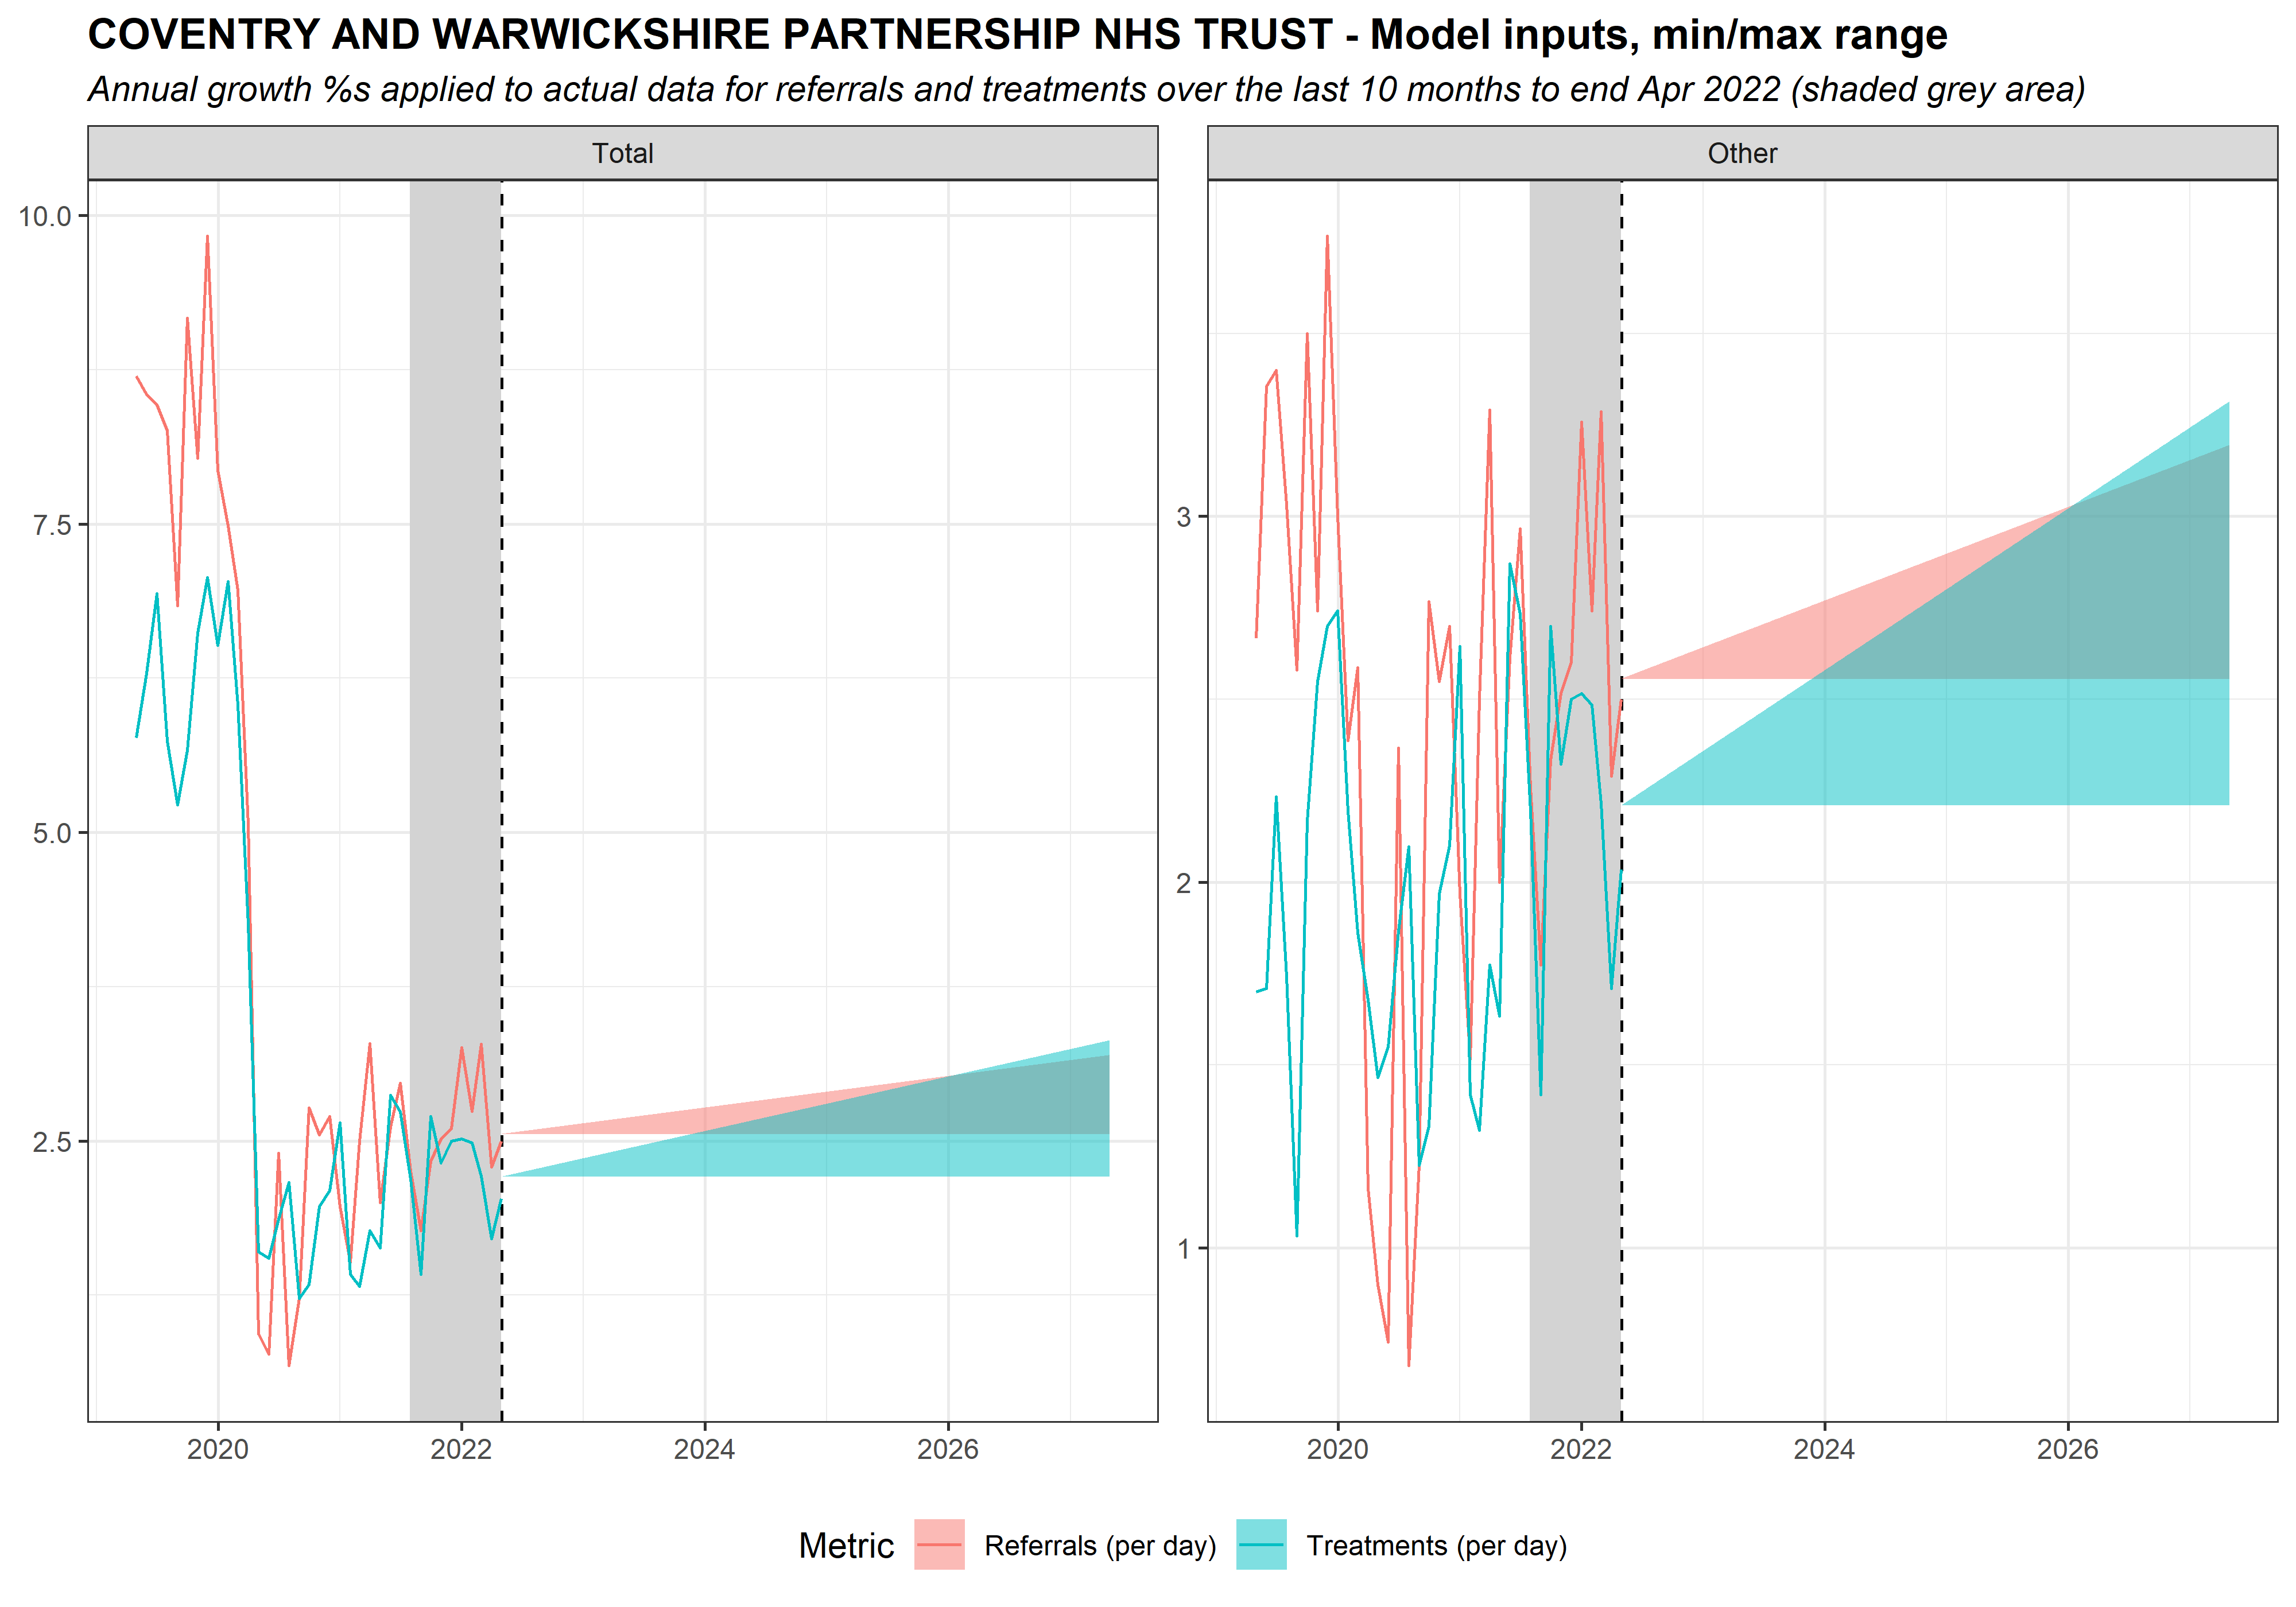 COVENTRY AND WARWICKSHIRE PARTNERSHIP NHS TRUST - Model inputs, min/max range
Annual growth %s applied to actual data for referrals and treatments over the last 10 months to end Apr 2022 (shaded grey area)
Total
Other
10.0
7.5
5.0
2.5
3
2
1
2020 2022 2024 2026
2020 2022 2024 2026
Metric Referrals (per day) Treatments (per day)